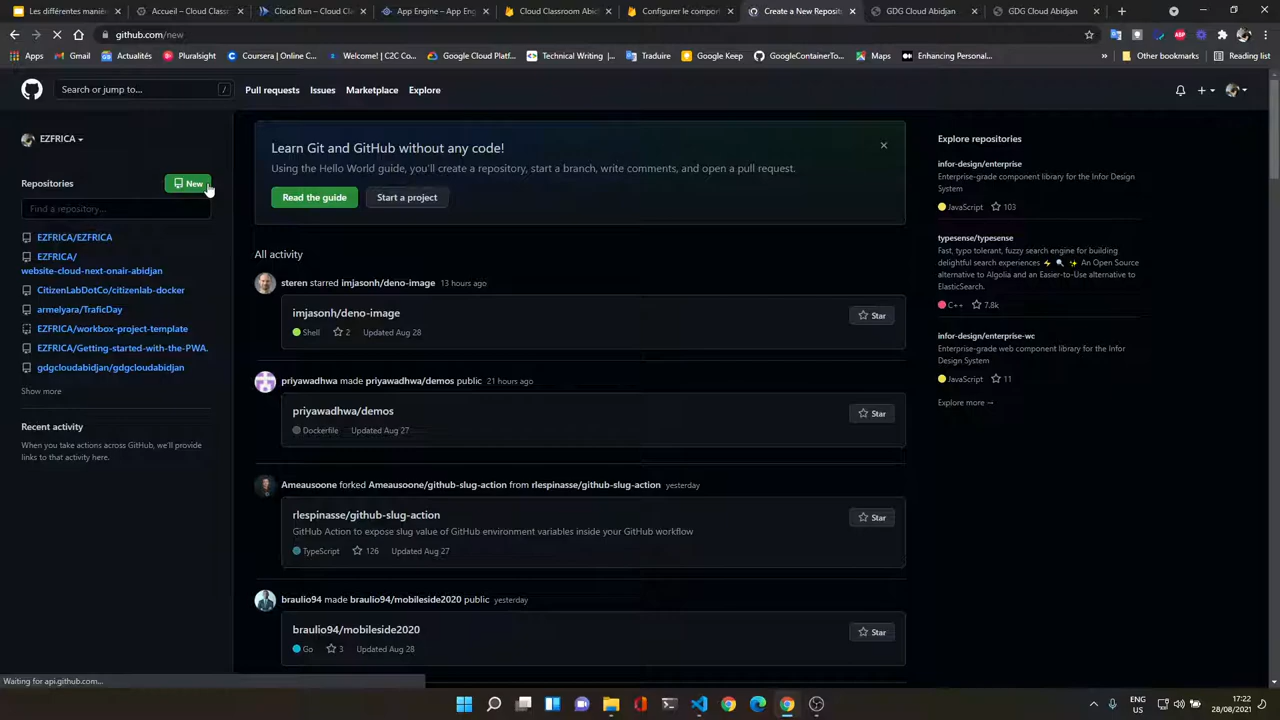 Les différentes manière
Accueil – Cloud Class
Cloud Run – Cloud Class
App Engine – App Eng
Cloud Classroom Abid
Configurer le compor
Create a New Reposit
GDG Cloud Abidjan
GDG Cloud Abidjan
github.com/new
Apps
Gmail
Actualités
Pluralsight
Coursera | Online C...
Welcome! | C2C Co...
Google Cloud Platf...
Technical Writing |...
Traduire
Google Keep
GoogleContainerTo...
Maps
Enhancing Personal...
»
Other bookmarks
Reading list
Search or jump to...
/
Pull requests
Issues
Marketplace
Explore
EZFRICA
Repositories
New
Find a repository...
EZFRICA/EZFRICA
EZFRICA/
website-cloud-next-onair-abidjan
CitizenLabDotCo/citizenlab-docker
armelyara/TraficDay
EZFRICA/workbox-project-template
EZFRICA/Getting-started-with-the-PWA.
gdgcloudabidjan/gdgcloudabidjan
Show more
Recent activity
When you take actions across GitHub, we'll provide
links to that activity here.
Learn Git and GitHub without any code!
Using the Hello World guide, you'll create a repository, start a branch, write comments, and open a pull request.
Read the guide
Start a project
All activity
steren starred imjasonh/deno-image 13 hours ago
imjasonh/deno-image
Star
Shell 2 Updated Aug 28
priyawadhwa made priyawadhwa/demos public 21 hours ago
priyawadhwa/demos
Star
Dockerfile Updated Aug 27
Ameausoone forked Ameausoone/github-slug-action from rlespinasse/github-slug-action yesterday
rlespinasse/github-slug-action
Star
GitHub Action to expose slug value of GitHub environment variables inside your GitHub workflow
TypeScript 126 Updated Aug 27
braulio94 made braulio94/mobileside2020 public yesterday
braulio94/mobileside2020
Star
Go 3 Updated Aug 28
Explore repositories
infor-design/enterprise
Enterprise-grade component library for the Infor Design
System
JavaScript 103
typesense/typesense
Fast, typo tolerant, fuzzy search engine for building
delightful search experiences ⚡ 🔍 ✨ An Open Source
alternative to Algolia and an Easier-to-Use alternative to
ElasticSearch.
C++ 7.8k
infor-design/enterprise-wc
Enterprise-grade web component library for the Infor
Design System
JavaScript 11
Explore more →
Waiting for api.github.com...
ENG
US
17:22
28/08/2021